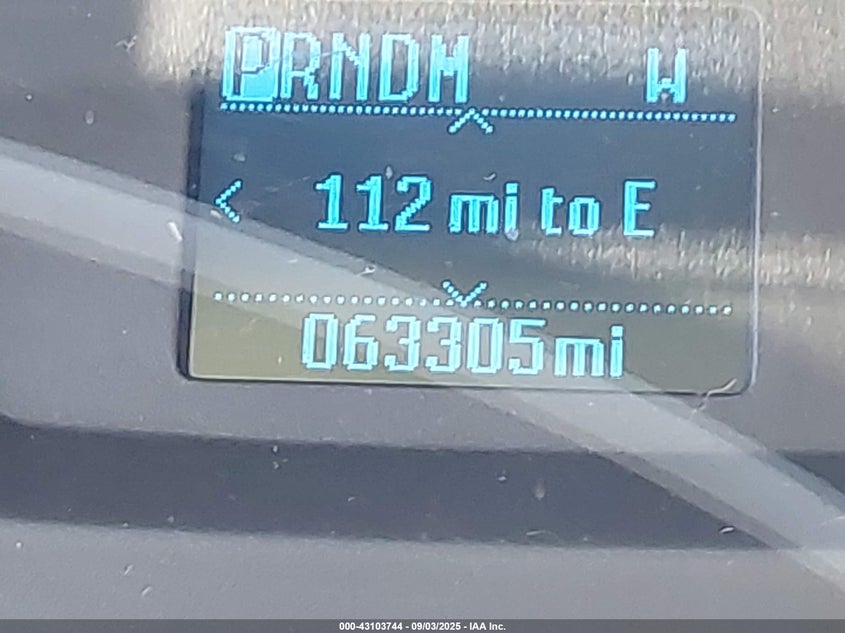 PRNDM W
< 112 mi to E
063305mi
000-43103744 - 09/03/2025 - IAA Inc.